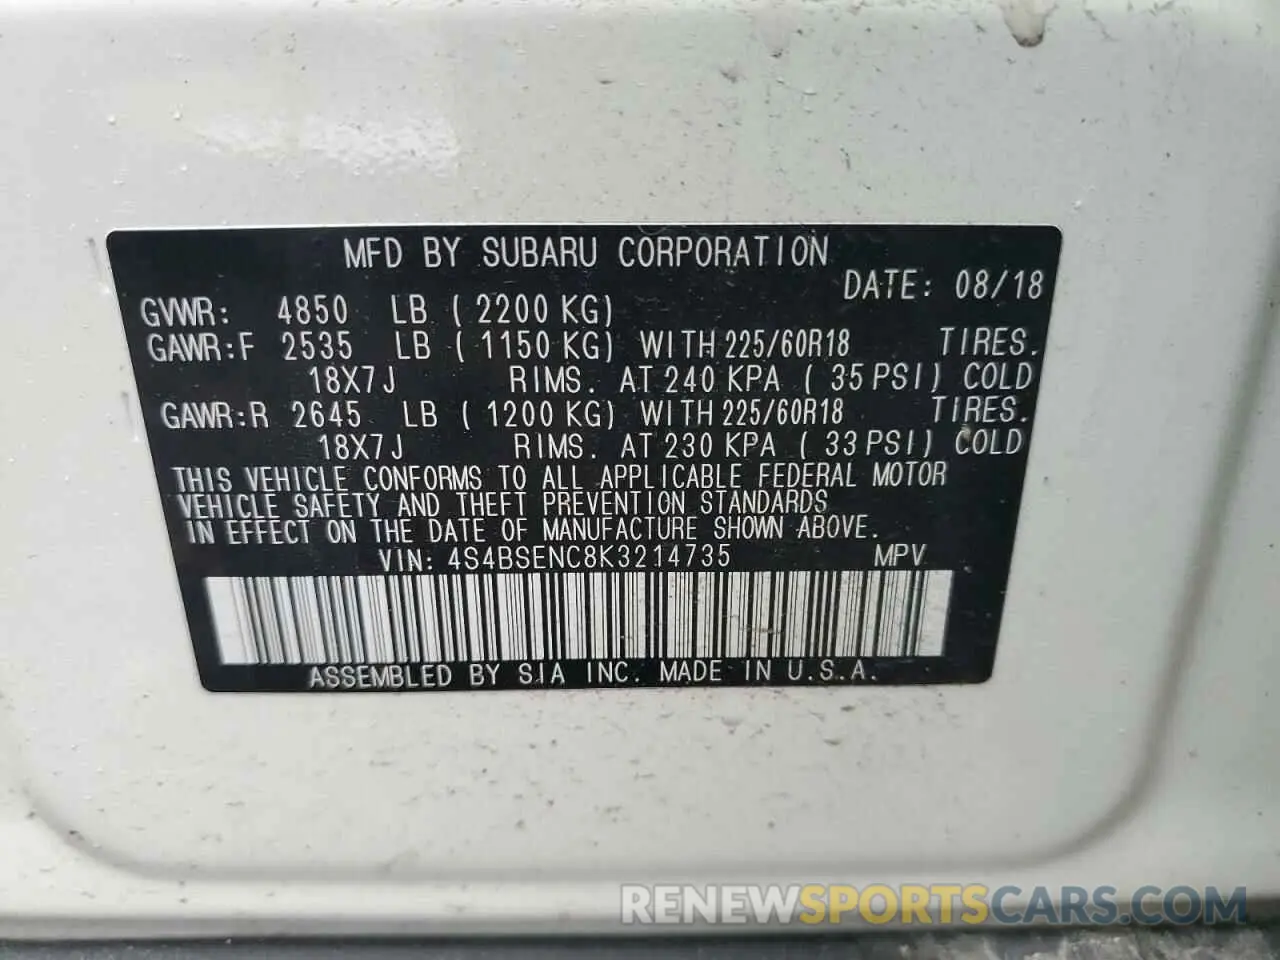 MFD BY SUBARU CORPORATION
DATE: 08/18
GVWR: 4850 LB ( 2200 KG)
GAWR:F 2535 LB ( 1150 KG) WITH 225/60R18 TIRES.
18X7J RIMS. AT 240 KPA ( 35 PSI) COLD
GAWR:R 2645 LB ( 1200 KG) WITH 225/60R18 TIRES.
18X7J RIMS. AT 230 KPA ( 33 PSI) COLD
THIS VEHICLE CONFORMS TO ALL APPLICABLE FEDERAL MOTOR
VEHICLE SAFETY AND THEFT PREVENTION STANDARDS
IN EFFECT ON THE DATE OF MANUFACTURE SHOWN ABOVE.
VIN: 4S4BSENC8K3214735 MPV
ASSEMBLED BY SIA INC. MADE IN U.S.A.
RENEWSPORTSCARS.COM